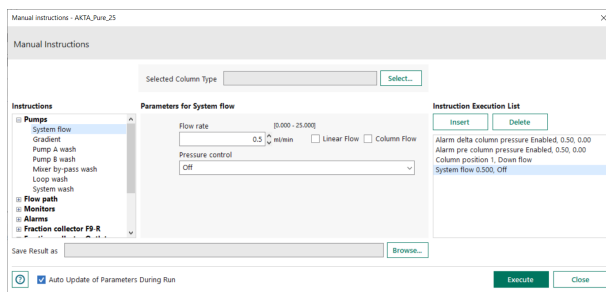 Manual instructions - AKTA_Pure_25
Manual Instructions
Selected Column Type
Select...
Instructions
Pumps
System flow
Gradient
Pump A wash
Pump B wash
Mixer by-pass wash
Loop wash
System wash
Flow path
Monitors
Alarms
Fraction collector F9-R
Parameters for System flow
Flow rate
[0.000 - 25.000]
0.5 ml/min
Linear Flow
Column Flow
Pressure control
Off
Instruction Execution List
Insert
Delete
Alarm delta column pressure Enabled, 0.50, 0.00
Alarm pre column pressure Enabled, 0.50, 0.00
Column position 1, Down flow
System flow 0.500, Off
Save Result as
Browse...
Auto Update of Parameters During Run
Execute
Close